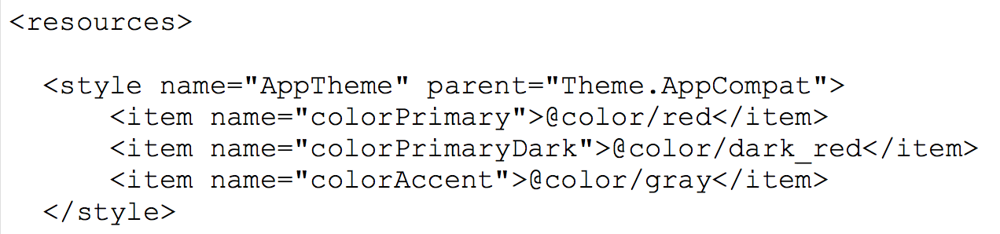 <resources>
<style name="AppTheme" parent="Theme.AppCompat">
<item name="colorPrimary">@color/red</item>
<item name="colorPrimaryDark">@color/dark_red</item>
<item name="colorAccent">@color/gray</item>
</style>